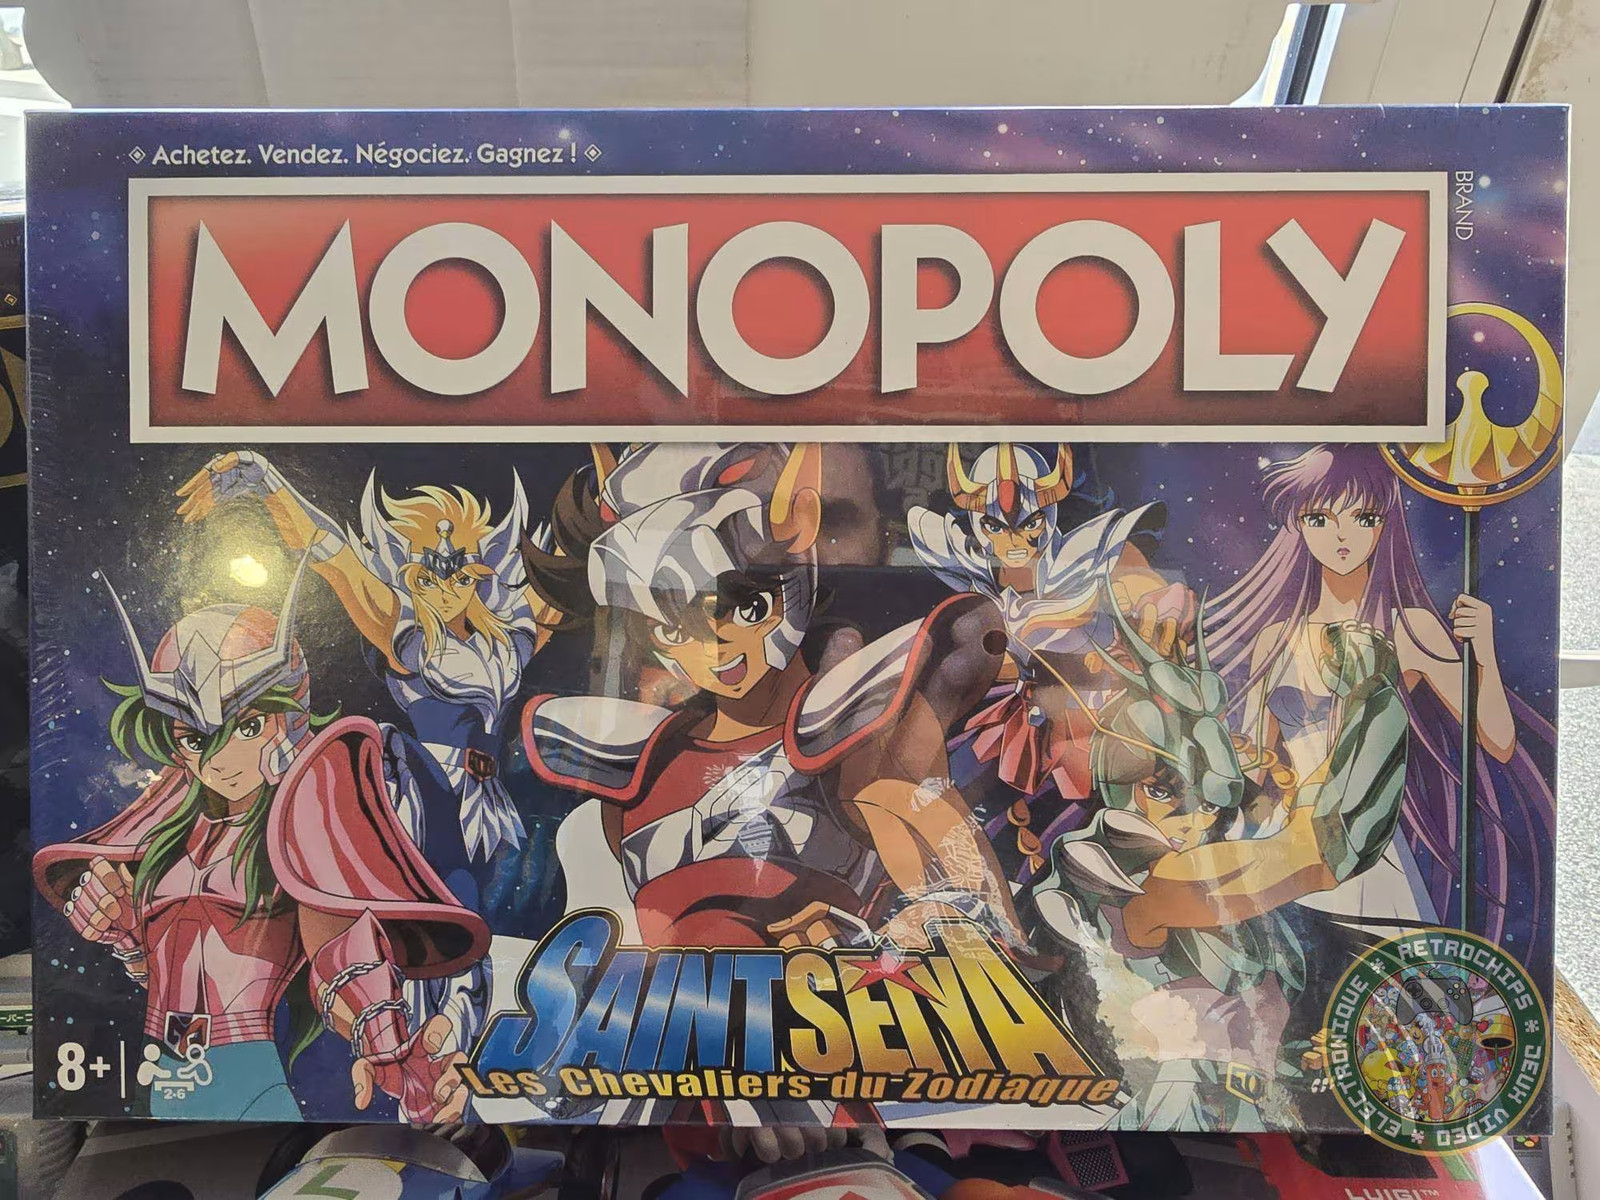 Achetez. Vendez. Négociez. Gagnez !
BRAND
MONOPOLY
SAINT SEIYA
Les Chevaliers du Zodiaque
8+
2-6
RETROCHIPS * JEUX VIDEO * ELECTRONIQUE *
LUIGI™